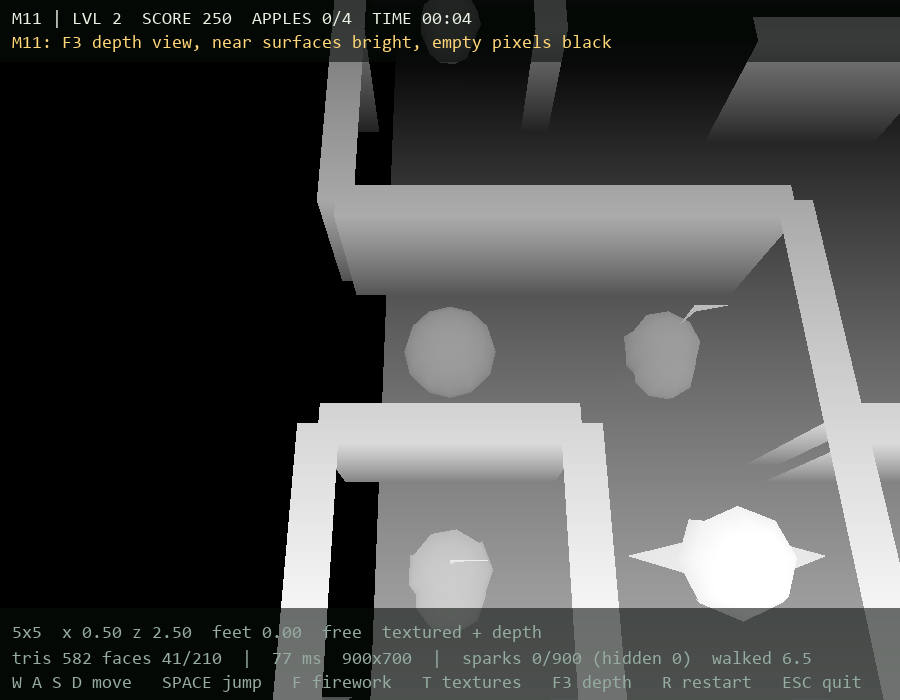 M11 | LVL 2  SCORE 250  APPLES 0/4  TIME 00:04
M11: F3 depth view, near surfaces bright, empty pixels black
5x5  x 0.50 z 2.50  feet 0.00  free  textured + depth
tris 582 faces 41/210  |  77 ms  900x700  |  sparks 0/900 (hidden 0)  walked 6.5
W A S D move   SPACE jump   F firework   T textures   F3 depth   R restart   ESC quit